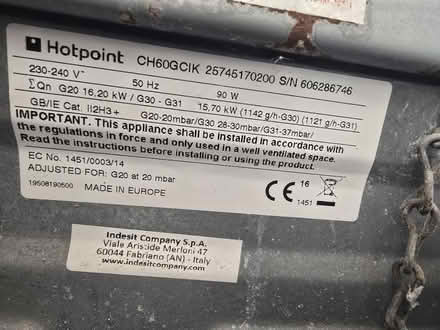 Hotpoint CH60GCIK 25745170200 S/N 606286746
230-240 V~ 50 Hz 90 W
ΣQn G20 16,20 kW / G30 - G31 15,70 kW (1142 g/h-G30) (1121 g/h-G31)
GB/IE Cat. II2H3+ G20-20mbar/G30 28-30mbar/G31-37mbar/
IMPORTANT. This appliance shall be installed in accordance with
the regulations in force and only used in a well ventilated space.
Read the instructions before installing or using the product.
EC No. 1451/0003/14
ADJUSTED FOR: G20 at 20 mbar
19508190500 MADE IN EUROPE
CE 16
1451
Indesit Company S.p.A.
Viale Aristide Merloni 47
60044 Fabriano (AN) - Italy
indesitcompany.com